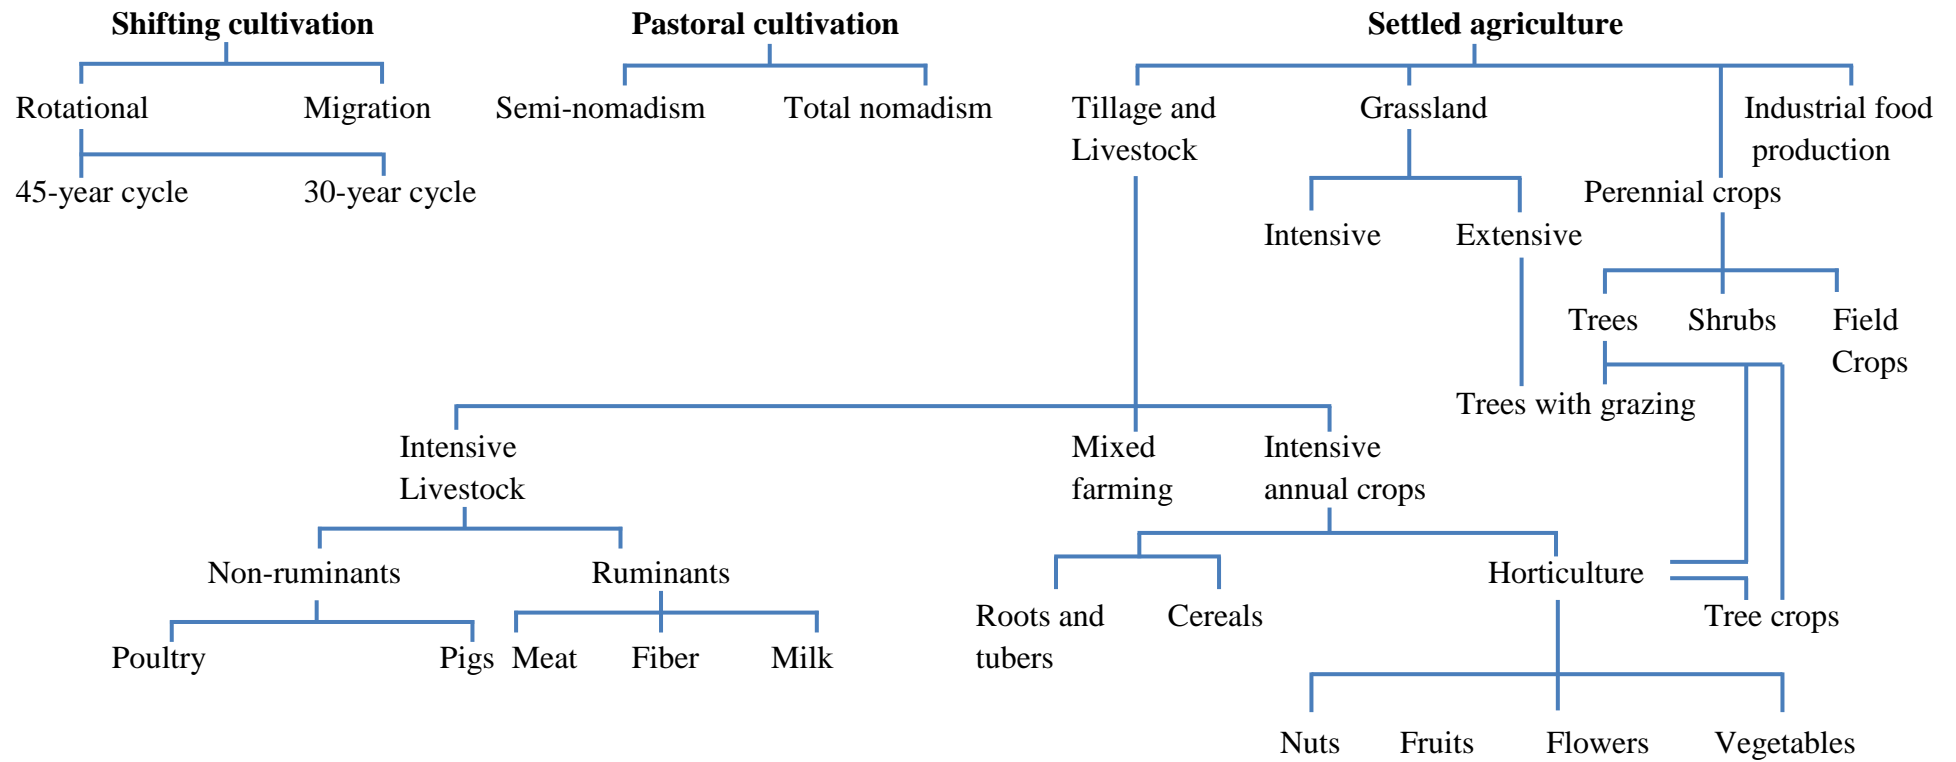 Shifting cultivation
Pastoral cultivation
Settled agriculture
Rotational
Migration
Semi-nomadism
Total nomadism
Tillage and
Livestock
Grassland
Industrial food
production
45-year cycle
30-year cycle
Perennial crops
Intensive
Extensive
Trees
Shrubs
Field
Crops
Trees with grazing
Intensive
Livestock
Mixed
farming
Intensive
annual crops
Non-ruminants
Ruminants
Horticulture
Roots and
tubers
Cereals
Tree crops
Poultry
Pigs
Meat
Fiber
Milk
Nuts
Fruits
Flowers
Vegetables